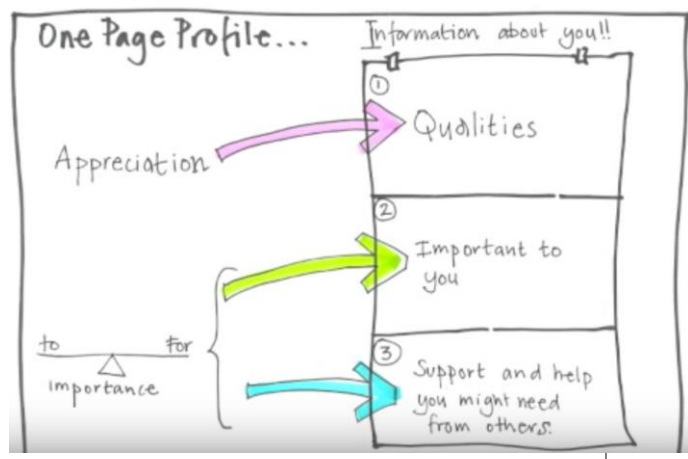 One Page Profile...
Information about you!!
①
Qualities
Appreciation
②
Important to
you
to For
importance
③
Support and help
you might need
from others.